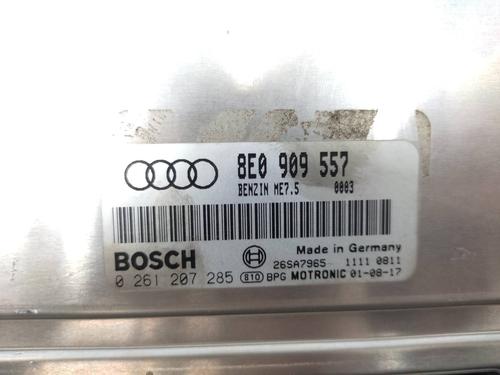 8E0 909 557
BENZIN ME7.5 0003
Made in Germany
BOSCH 26SA7965 1111 0811
0 261 207 285 810 BPG MOTRONIC 01-08-17